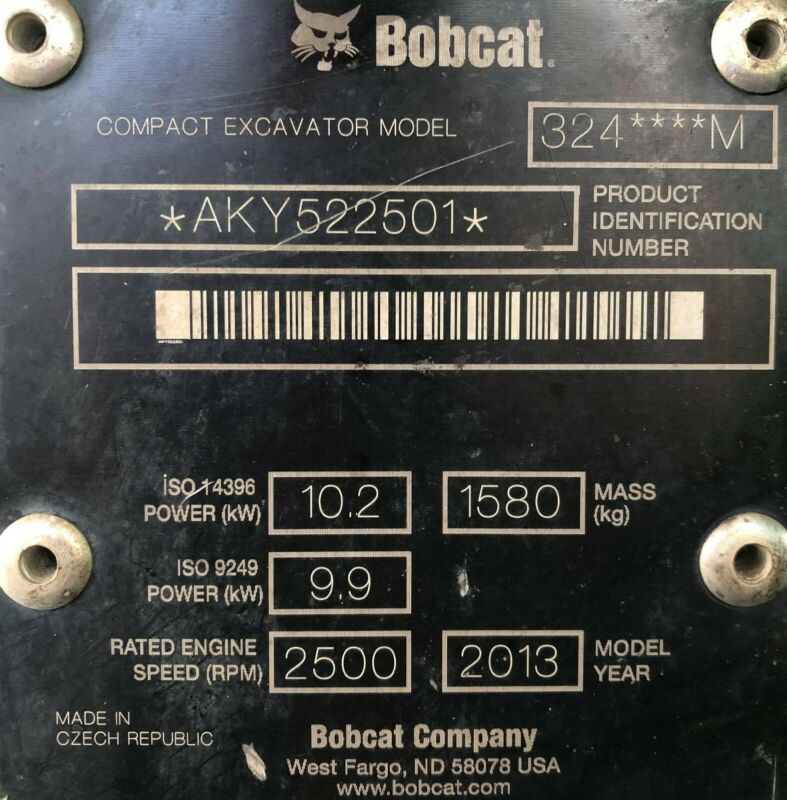 Bobcat®
COMPACT EXCAVATOR MODEL 324****M
*AKY522501* PRODUCT
IDENTIFICATION
NUMBER
AKY522501
ISO 14396
POWER (kW) 10.2 1580 MASS
(kg)
ISO 9249
POWER (kW) 9.9
RATED ENGINE
SPEED (RPM) 2500 2013 MODEL
YEAR
MADE IN
CZECH REPUBLIC
Bobcat Company
West Fargo, ND 58078 USA
www.bobcat.com